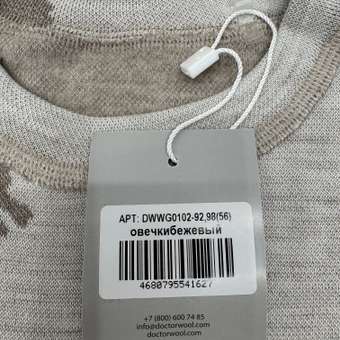 АРТ: DWWG0102-92,98(56)
овечкибежевый
4680795541627
+7 (800) 600 74 85
info@doctorwool.com
doctorwool.com